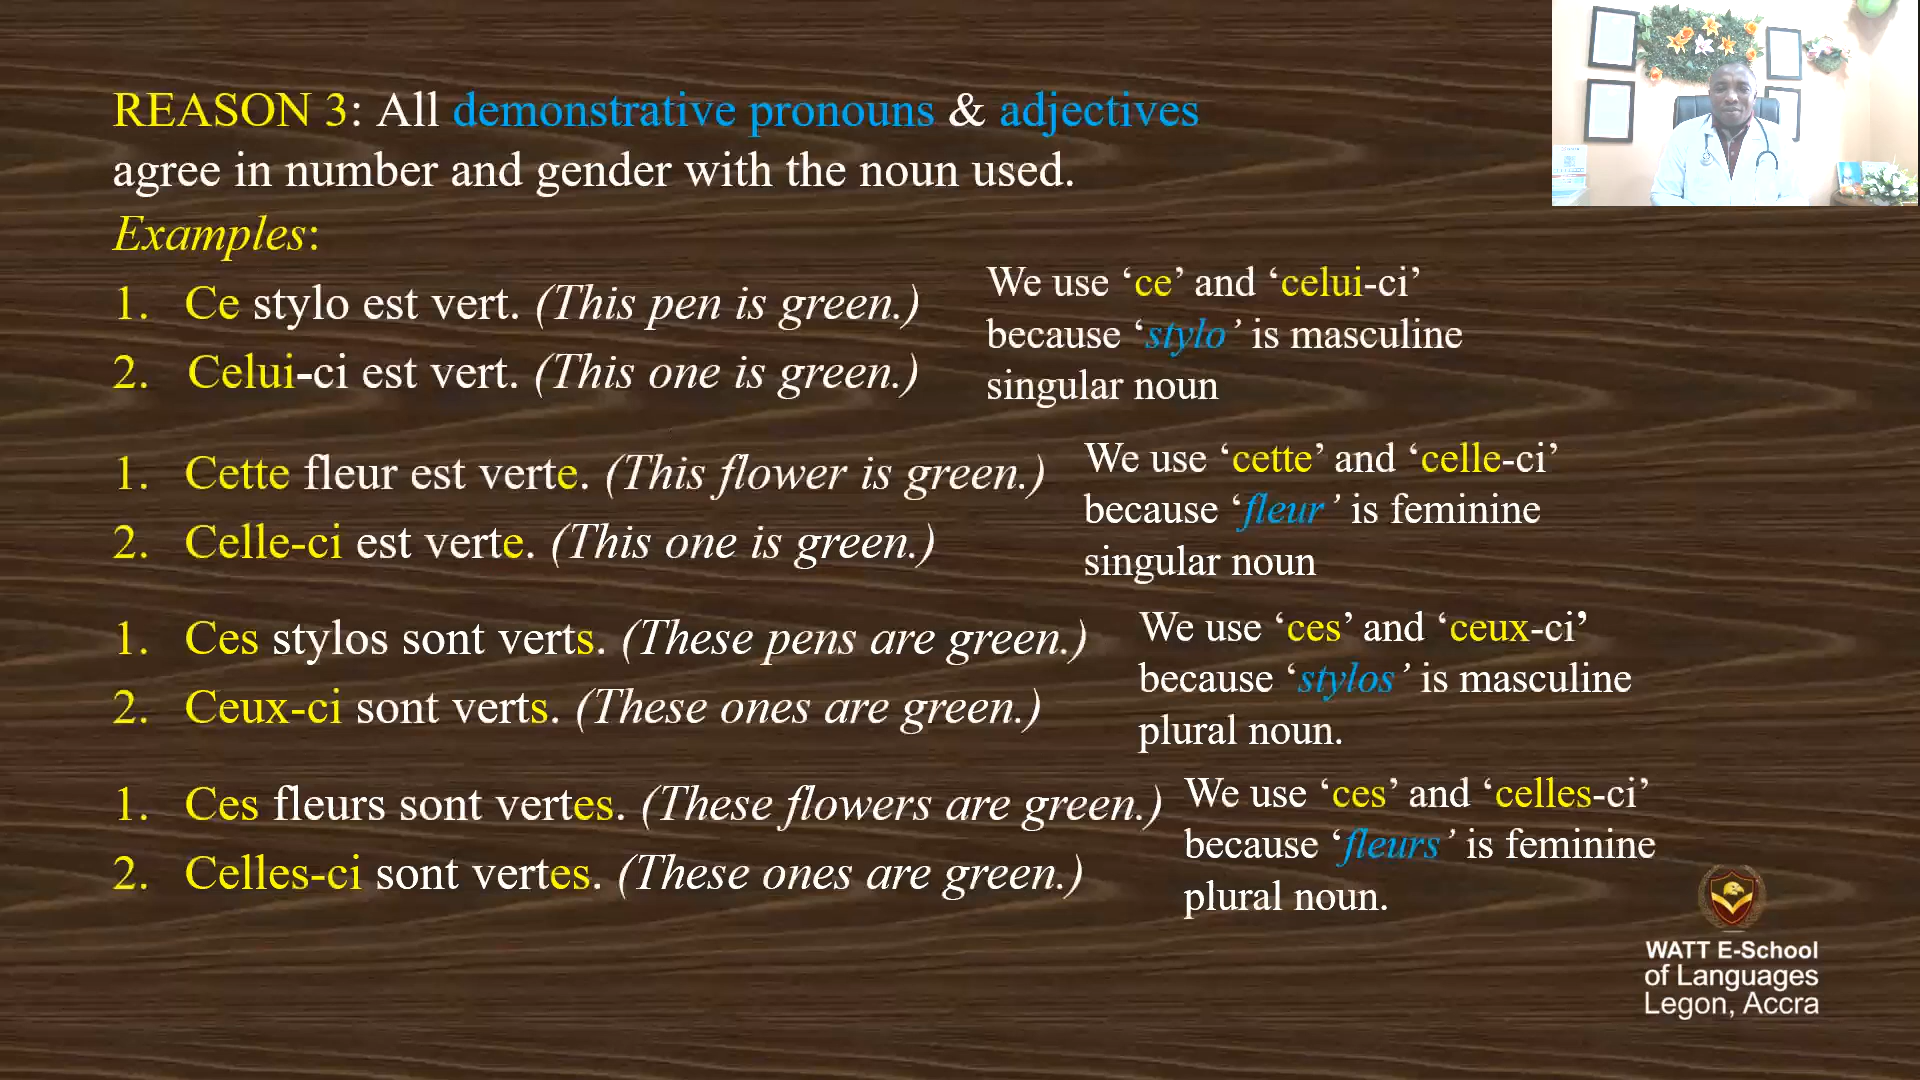 REASON 3: All demonstrative pronouns & adjectives
agree in number and gender with the noun used.
Examples:
1. Ce stylo est vert. (This pen is green.)
2. Celui-ci est vert. (This one is green.)
We use ‘ce’ and ‘celui-ci’
because ‘stylo’ is masculine
singular noun
1. Cette fleur est verte. (This flower is green.)
2. Celle-ci est verte. (This one is green.)
We use ‘cette’ and ‘celle-ci’
because ‘fleur’ is feminine
singular noun
1. Ces stylos sont verts. (These pens are green.)
2. Ceux-ci sont verts. (These ones are green.)
We use ‘ces’ and ‘ceux-ci’
because ‘stylos’ is masculine
plural noun.
1. Ces fleurs sont vertes. (These flowers are green.)
2. Celles-ci sont vertes. (These ones are green.)
We use ‘ces’ and ‘celles-ci’
because ‘fleurs’ is feminine
plural noun.
WATT E-School
of Languages
Legon, Accra